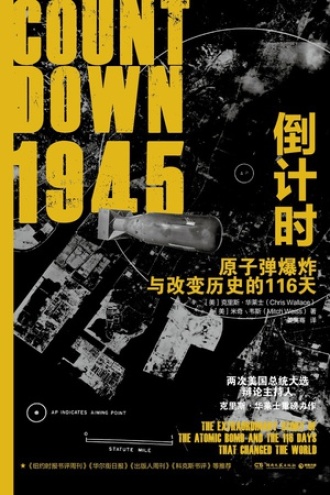 COUNT
DOWN
1945
AP
倒计时
原子弹爆炸
与改变历史的116天
[美]克里斯·华莱士（Chris Wallace）
[美]米奇·韦斯（Mitch Weiss）著
译
两次美国总统大选
辩论主持人
克里斯·华莱士重磅力作
AP INDICATES AIMING POINT
THE EXTRAORDINARY STORY OF
THE ATOMIC BOMB AND THE 116 DAYS
THAT CHANGED THE WORLD
0 1
STATUTE MILE
★《纽约时报书评周刊》《华尔街日报》《出版人周刊》《科克斯书评》等推荐